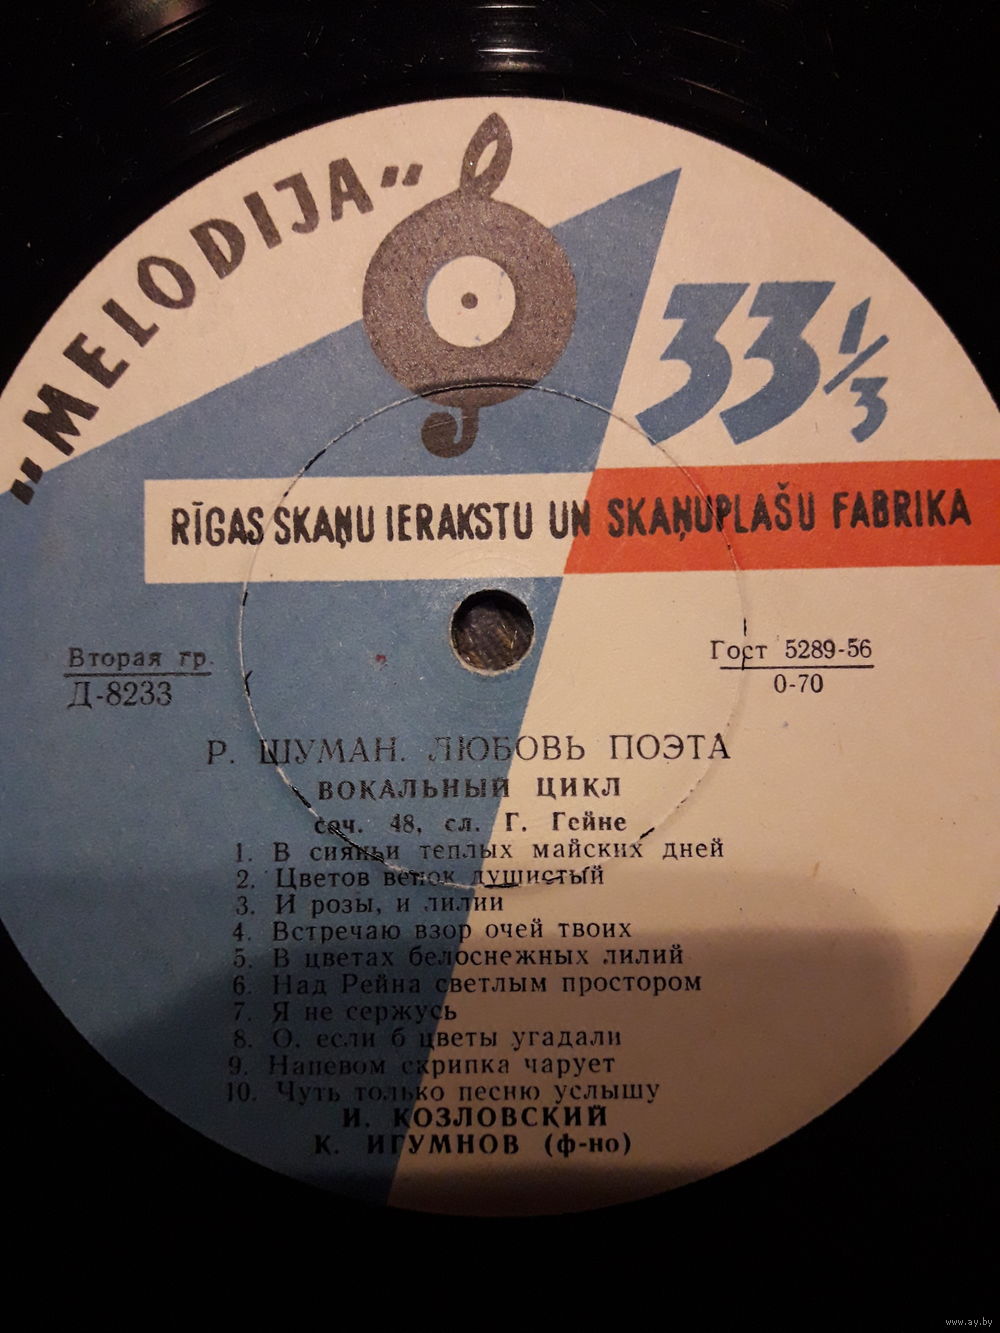 „MELODIJA”
33 1/3
RĪGAS SKAŅU IERAKSTU UN SKAŅUPLAŠU FABRIKA
Вторая гр.
Д-8233
Гост 5289-56
0-70
Р. ШУМАН. ЛЮБОВЬ ПОЭТА
ВОКАЛЬНЫЙ ЦИКЛ
соч. 48, сл. Г. Гейне
1. В сияньи теплых майских дней
2. Цветов венок душистый
3. И розы, и лилии
4. Встречаю взор очей твоих
5. В цветах белоснежных лилий
6. Над Рейна светлым простором
7. Я не сержусь
8. О, если б цветы угадали
9. Напевом скрипка чарует
10. Чуть только песню услышу
И. КОЗЛОВСКИЙ
К. ИГУМНОВ (ф-но)
www.ay.by